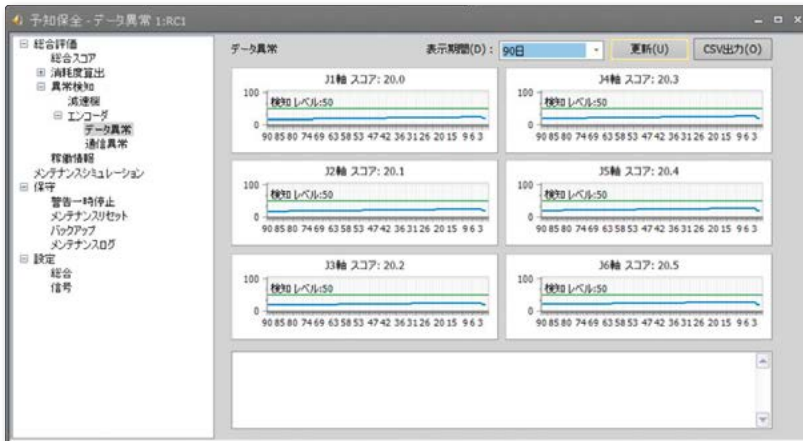 予知保全 - データ異常 1:RC1
総合評価
総合スコア
消耗度算出
異常検知
減速機
エンコーダ
データ異常
通信異常
稼働情報
メンテナンスシミュレーション
保守
警告一時停止
メンテナンスリセット
バックアップ
メンテナンスログ
設定
総合
信号
データ異常
表示期間(D): 90日 更新(U) CSV出力(O)
J1軸 スコア: 20.0
100
検知レベル:50
0
90 85 80 74 69 63 58 53 47 42 36 31 26 20 15 9 6 3
J4軸 スコア: 20.3
100
検知レベル:50
0
90 85 80 74 69 63 58 53 47 42 36 31 26 20 15 9 6 3
J2軸 スコア: 20.1
100
検知レベル:50
0
90 85 80 74 69 63 58 53 47 42 36 31 26 20 15 9 6 3
J5軸 スコア: 20.4
100
検知レベル:50
0
90 85 80 74 69 63 58 53 47 42 36 31 26 20 15 9 6 3
J3軸 スコア: 20.2
100
検知レベル:50
0
90 85 80 74 69 63 58 53 47 42 36 31 26 20 15 9 6 3
J6軸 スコア: 20.5
100
検知レベル:50
0
90 85 80 74 69 63 58 53 47 42 36 31 26 20 15 9 6 3